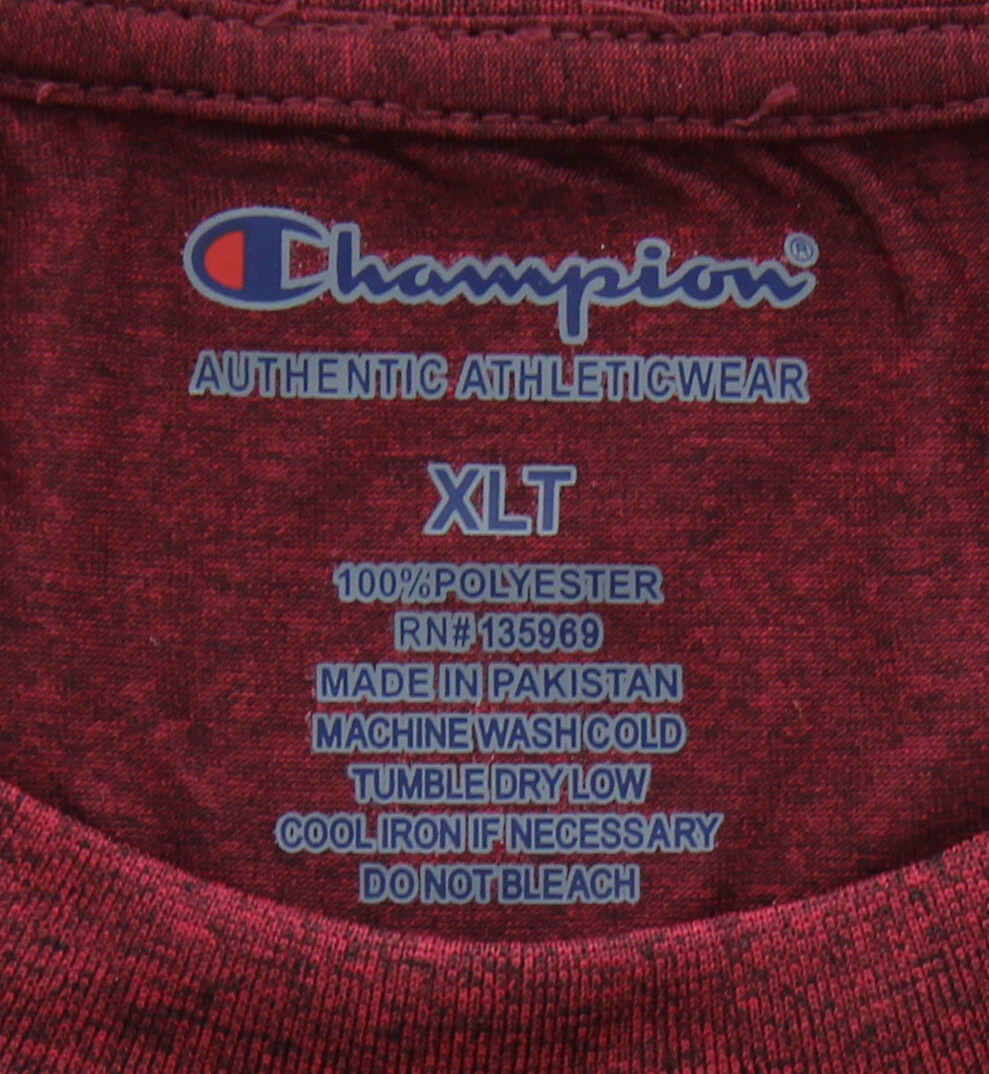 Champion®
AUTHENTIC ATHLETICWEAR
XLT
100%POLYESTER
RN# 135969
MADE IN PAKISTAN
MACHINE WASH COLD
TUMBLE DRY LOW
COOL IRON IF NECESSARY
DO NOT BLEACH